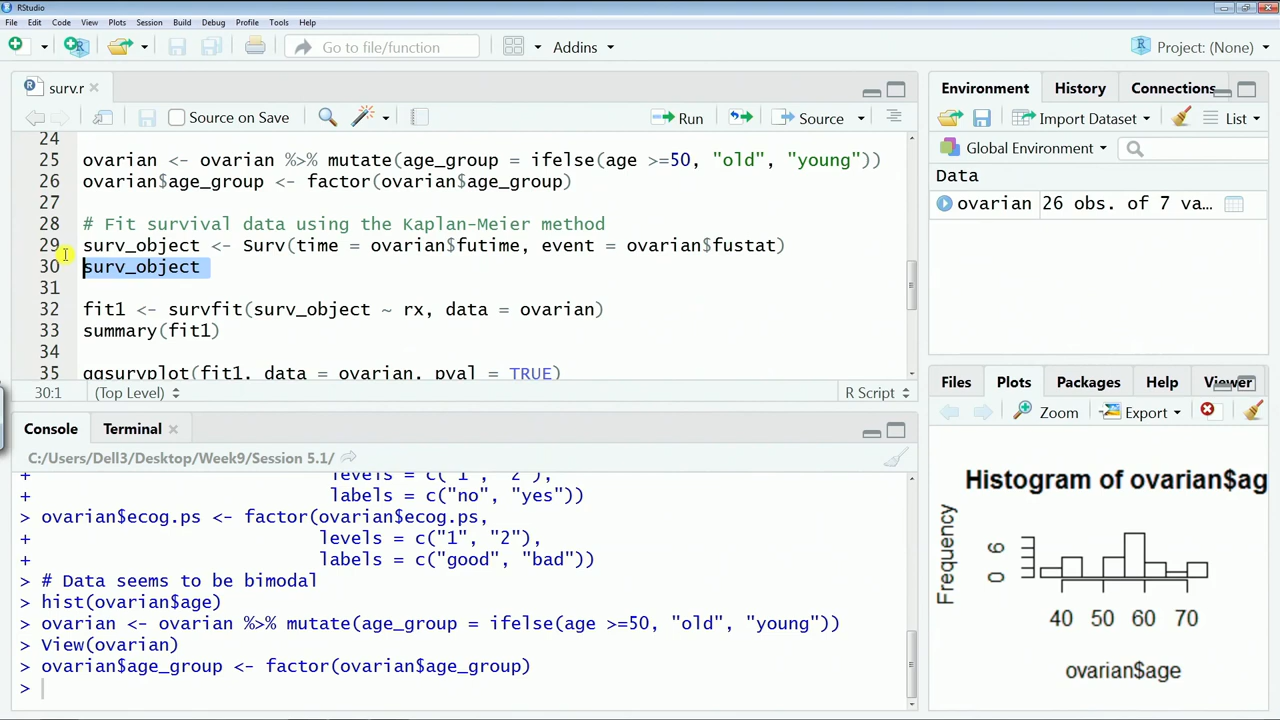 RStudio
File Edit Code View Plots Session Build Debug Profile Tools Help
Go to file/function Addins Project: (None)
surv.r
Source on Save Run Source
24
25 ovarian <- ovarian %>% mutate(age_group = ifelse(age >=50, "old", "young"))
26 ovarian$age_group <- factor(ovarian$age_group)
27
28 # Fit survival data using the Kaplan-Meier method
29 surv_object <- Surv(time = ovarian$futime, event = ovarian$fustat)
30 surv_object
31
32 fit1 <- survfit(surv_object ~ rx, data = ovarian)
33 summary(fit1)
34
35 ggsurvplot(fit1, data = ovarian, pval = TRUE)
30:1 (Top Level) R Script
Console Terminal
C:/Users/Dell3/Desktop/Week9/Session 5.1/
+ levels = c("1", "2"),
+ labels = c("no", "yes"))
> ovarian$ecog.ps <- factor(ovarian$ecog.ps,
+ levels = c("1", "2"),
+ labels = c("good", "bad"))
> # Data seems to be bimodal
> hist(ovarian$age)
> ovarian <- ovarian %>% mutate(age_group = ifelse(age >=50, "old", "young"))
> View(ovarian)
> ovarian$age_group <- factor(ovarian$age_group)
>
Environment History Connections
Import Dataset List
Global Environment
Data
ovarian 26 obs. of 7 va…
Files Plots Packages Help Viewer
Zoom Export
Histogram of ovarian$ag
Frequency
0 6
40 50 60 70
ovarian$age